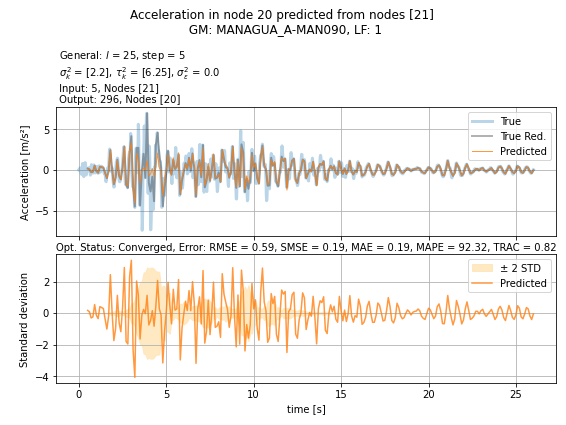 Acceleration in node 20 predicted from nodes [21]
GM: MANAGUA_A-MAN090, LF: 1
General: l = 25, step = 5
σ²ₖ = [2.2], τ²ₖ = [6.25], σ²ε = 0.0
Input: 5, Nodes [21]
Output: 296, Nodes [20]
Acceleration [m/s²]
5
0
−5
True
True Red.
Predicted
Opt. Status: Converged, Error: RMSE = 0.59, SMSE = 0.19, MAE = 0.19, MAPE = 92.32, TRAC = 0.82
Standard deviation
2
0
−2
−4
± 2 STD
Predicted
0 5 10 15 20 25
time [s]